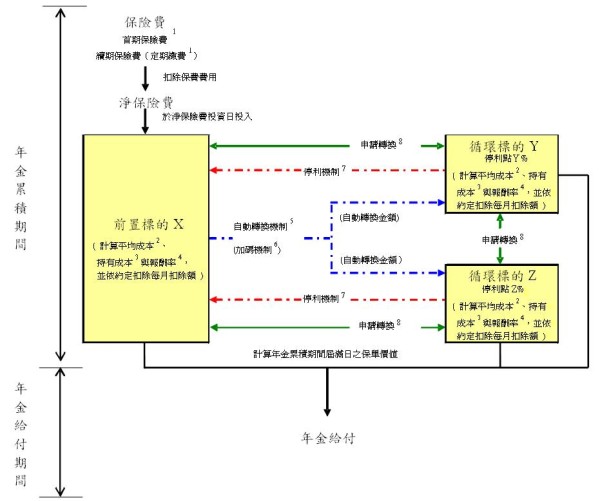 保險費
首期保險費 1
續期保險費（定期繳費 1）
扣除保費費用
淨保險費
於淨保險費投資日投入
年金累積期間
前置標的 X
（計算平均成本 2、持有
成本 3 與報酬率 4，
並依約定扣除每月扣除額）
申請轉換 8
停利機制 7
自動轉換機制 5
(加碼機制 6)
(自動轉換金額)
(自動轉換金額)
停利機制 7
申請轉換 8
循環標的 Y
停利點 Y%
（計算平均成本 2、持有
成本 3 與報酬率 4，並依
約定扣除每月扣除額）
申請轉換 8
循環標的 Z
停利點 Z%
（計算平均成本 2、持有
成本 3 與報酬率 4，並依
約定扣除每月扣除額）
計算年金累積期間屆滿日之保單價值
年金給付期間
年金給付